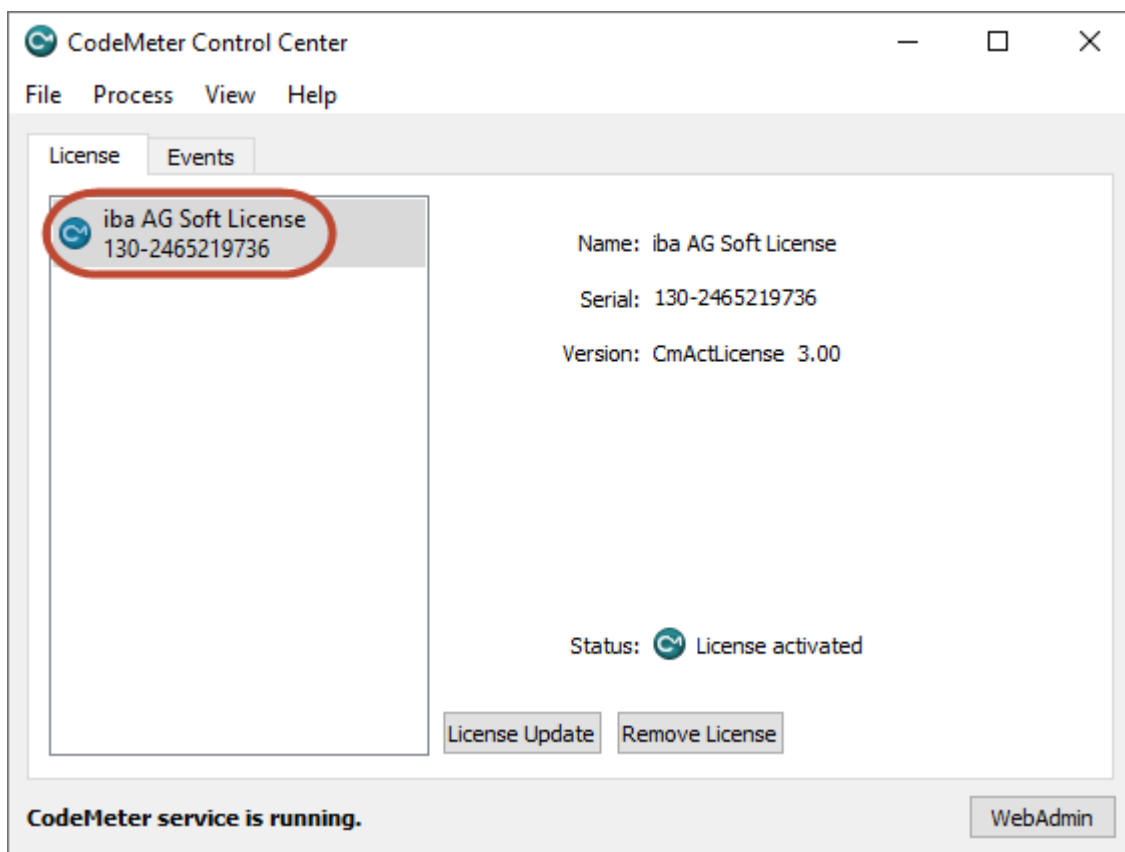 CodeMeter Control Center
File Process View Help
License Events
iba AG Soft License
130-2465219736
Name: iba AG Soft License
Serial: 130-2465219736
Version: CmActLicense 3.00
Status: License activated
License Update Remove License
CodeMeter service is running.
WebAdmin